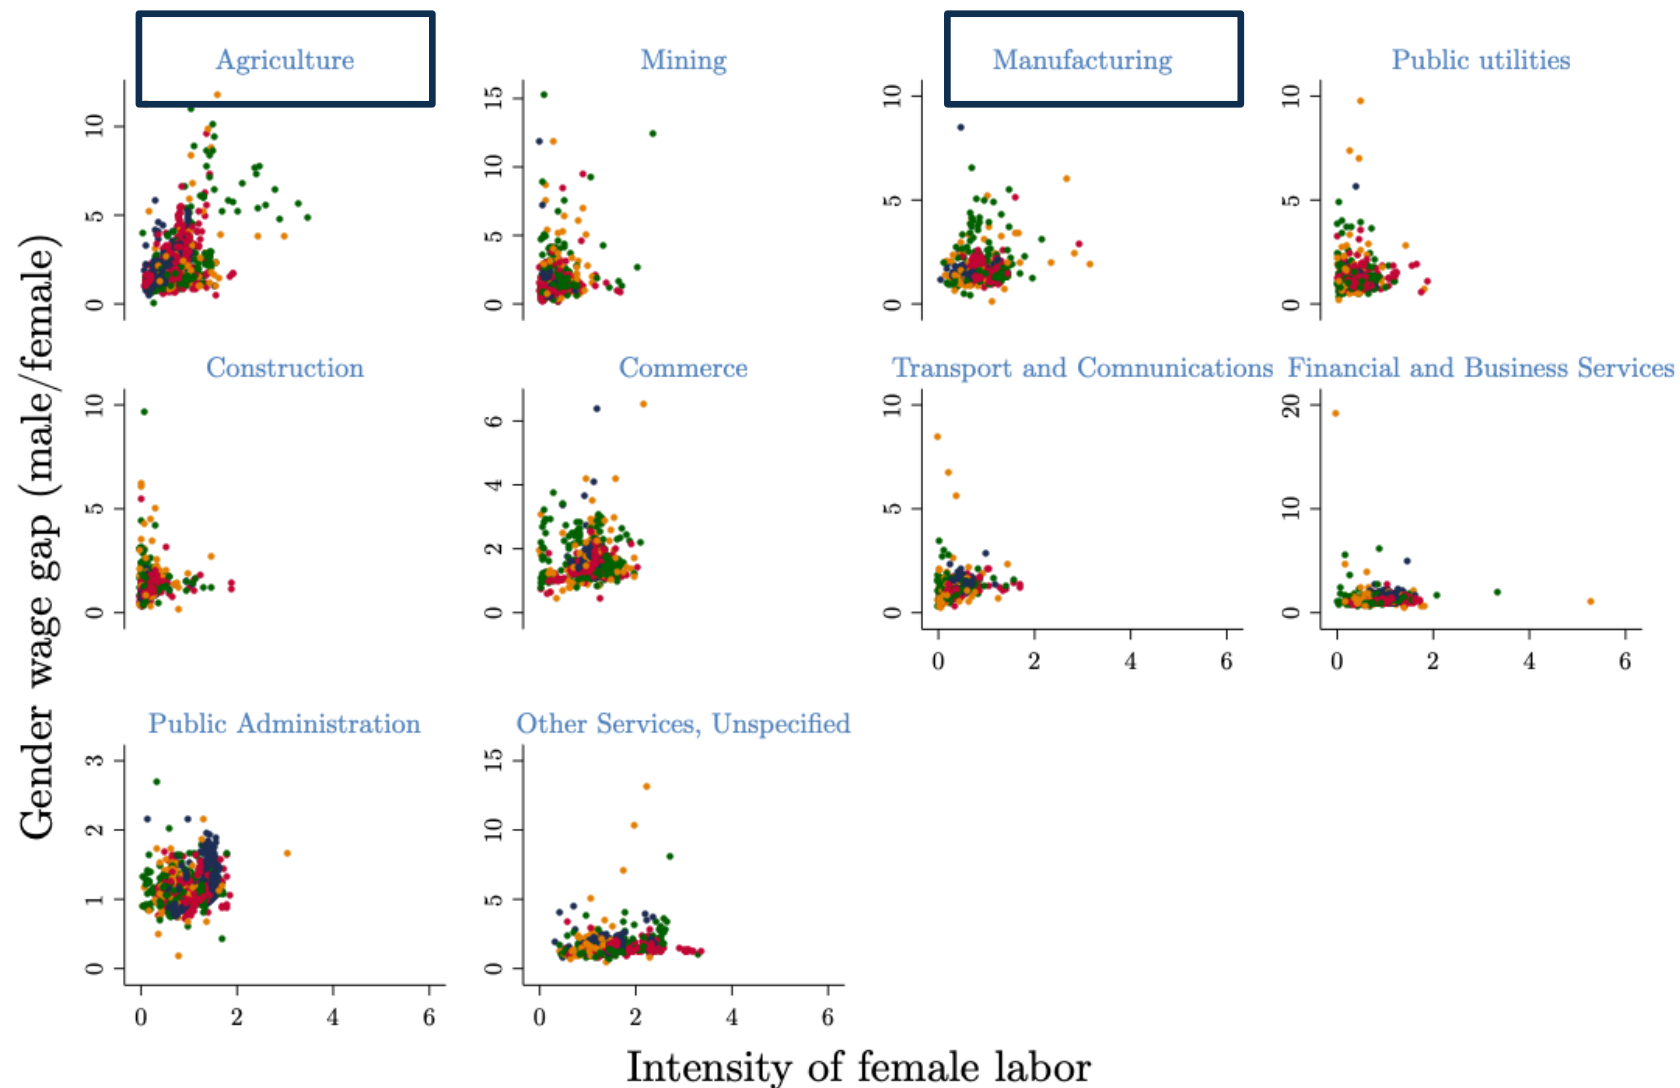 Agriculture
Mining
Manufacturing
Public utilities
15
10
5
0
15
10
5
0
10
5
0
10
5
0
Construction
Commerce
Transport and Comnunications
Financial and Business Services
10
5
0
6
4
2
0
10
5
0
20
10
0
0 2 4 6
0 2 4 6
Public Administration
Other Services, Unspecified
3
2
1
0
15
10
5
0
0 2 4 6
0 2 4 6
Gender wage gap (male/female)
Intensity of female labor